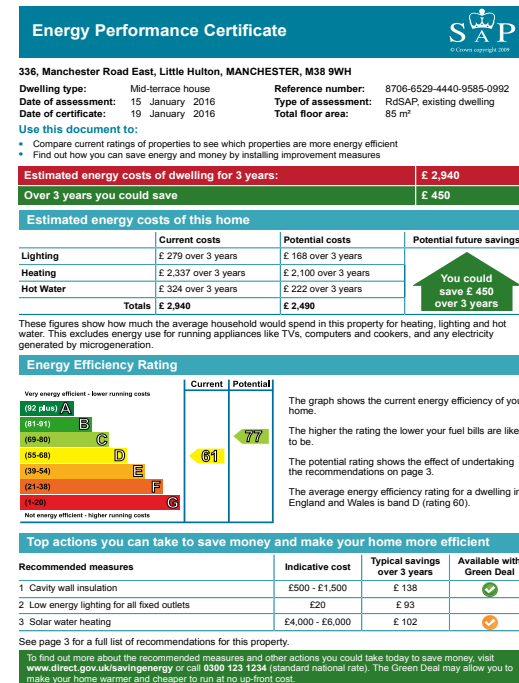 Energy Performance Certificate
SAP
© Crown copyright 2009
336, Manchester Road East, Little Hulton, MANCHESTER, M38 9WH
Dwelling type: Mid-terrace house Reference number: 8706-6529-4440-9585-0992
Date of assessment: 15 January 2016 Type of assessment: RdSAP, existing dwelling
Date of certificate: 19 January 2016 Total floor area: 85 m²
Use this document to:
• Compare current ratings of properties to see which properties are more energy efficient
• Find out how you can save energy and money by installing improvement measures
Estimated energy costs of dwelling for 3 years: £ 2,940
Over 3 years you could save £ 450
Estimated energy costs of this home
Current costs Potential costs Potential future savings
Lighting £ 279 over 3 years £ 168 over 3 years
Heating £ 2,337 over 3 years £ 2,100 over 3 years
Hot Water £ 324 over 3 years £ 222 over 3 years
Totals £ 2,940 £ 2,490
You could
save £ 450
over 3 years
These figures show how much the average household would spend in this property for heating, lighting and hot
water. This excludes energy use for running appliances like TVs, computers and cookers, and any electricity
generated by microgeneration.
Energy Efficiency Rating
Current Potential
Very energy efficient - lower running costs
(92 plus) A
(81-91) B
(69-80) C
(55-68) D
(39-54) E
(21-38) F
(1-20) G
Not energy efficient - higher running costs
61
77
The graph shows the current energy efficiency of you
home.
The higher the rating the lower your fuel bills are like
to be.
The potential rating shows the effect of undertaking
the recommendations on page 3.
The average energy efficiency rating for a dwelling in
England and Wales is band D (rating 60).
Top actions you can take to save money and make your home more efficient
Recommended measures Indicative cost Typical savings over 3 years Available with Green Deal
1 Cavity wall insulation £500 - £1,500 £ 138
2 Low energy lighting for all fixed outlets £20 £ 93
3 Solar water heating £4,000 - £6,000 £ 102
See page 3 for a full list of recommendations for this property.
To find out more about the recommended measures and other actions you could take today to save money, visit
www.direct.gov.uk/savingenergy or call 0300 123 1234 (standard national rate). The Green Deal may allow you to
make your home warmer and cheaper to run at no up-front cost.